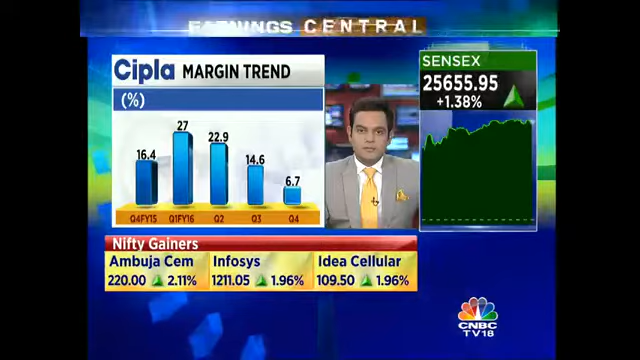 EARNINGS CENTRAL
Cipla MARGIN TREND
(%)
16.4
27
22.9
14.6
6.7
Q4FY15 Q1FY16 Q2 Q3 Q4
SENSEX
25655.95
+1.38%
Nifty Gainers
Ambuja Cem Infosys Idea Cellular
220.00 2.11% 1211.05 1.96% 109.50 1.96%
CNBC
TV18